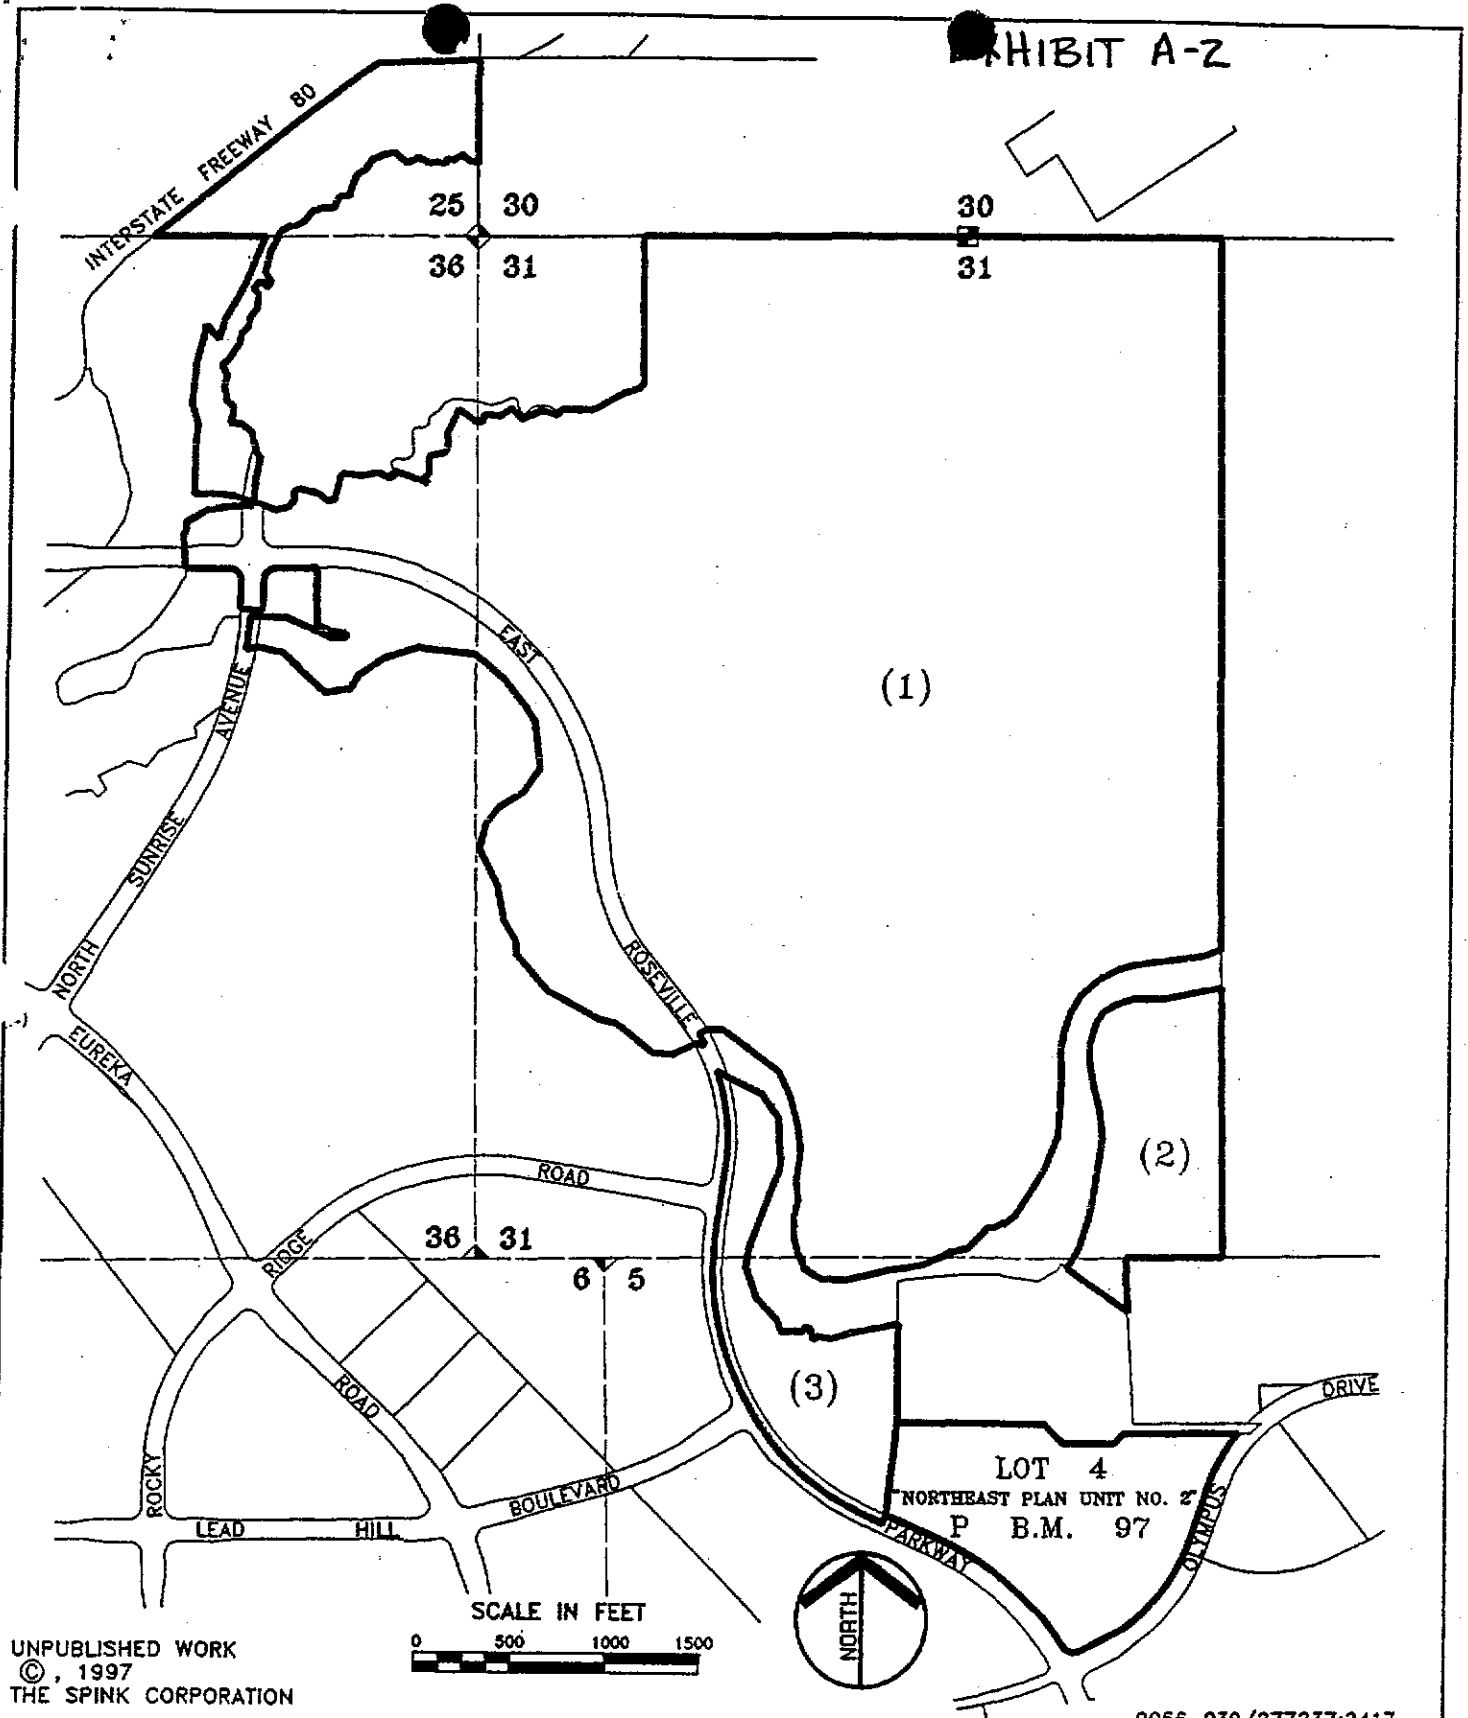 HIBIT A-2
INTERSTATE FREEWAY 80
25 30
36 31
30
31
EAST
(1)
AVENUE
SUNRISE
NORTH
ROSEVILLE
EUREKA
(2)
ROAD
36 31
RIDGE
6 5
(3)
ROAD
DRIVE
ROCKY
LOT 4
"NORTHEAST PLAN UNIT NO. 2"
P B.M. 97
BOULEVARD
LEAD HILL
PARKWAY
OLYMPUS
NORTH
SCALE IN FEET
0 500 1000 1500
UNPUBLISHED WORK
©, 1997
THE SPINK CORPORATION